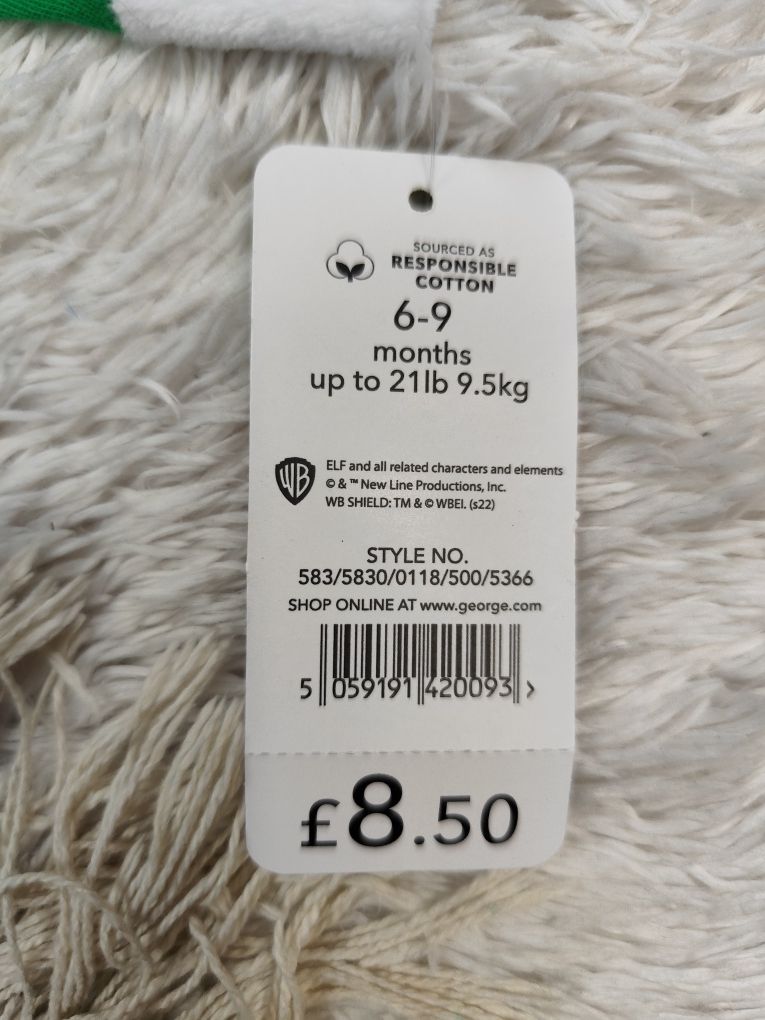 SOURCED AS
RESPONSIBLE
COTTON
6-9
months
up to 21lb 9.5kg
WB
ELF and all related characters and elements
© & ™ New Line Productions, Inc.
WB SHIELD: TM & © WBEI. (s22)
STYLE NO.
583/5830/0118/500/5366
SHOP ONLINE AT www.george.com
5 059191 420093 >
£8.50